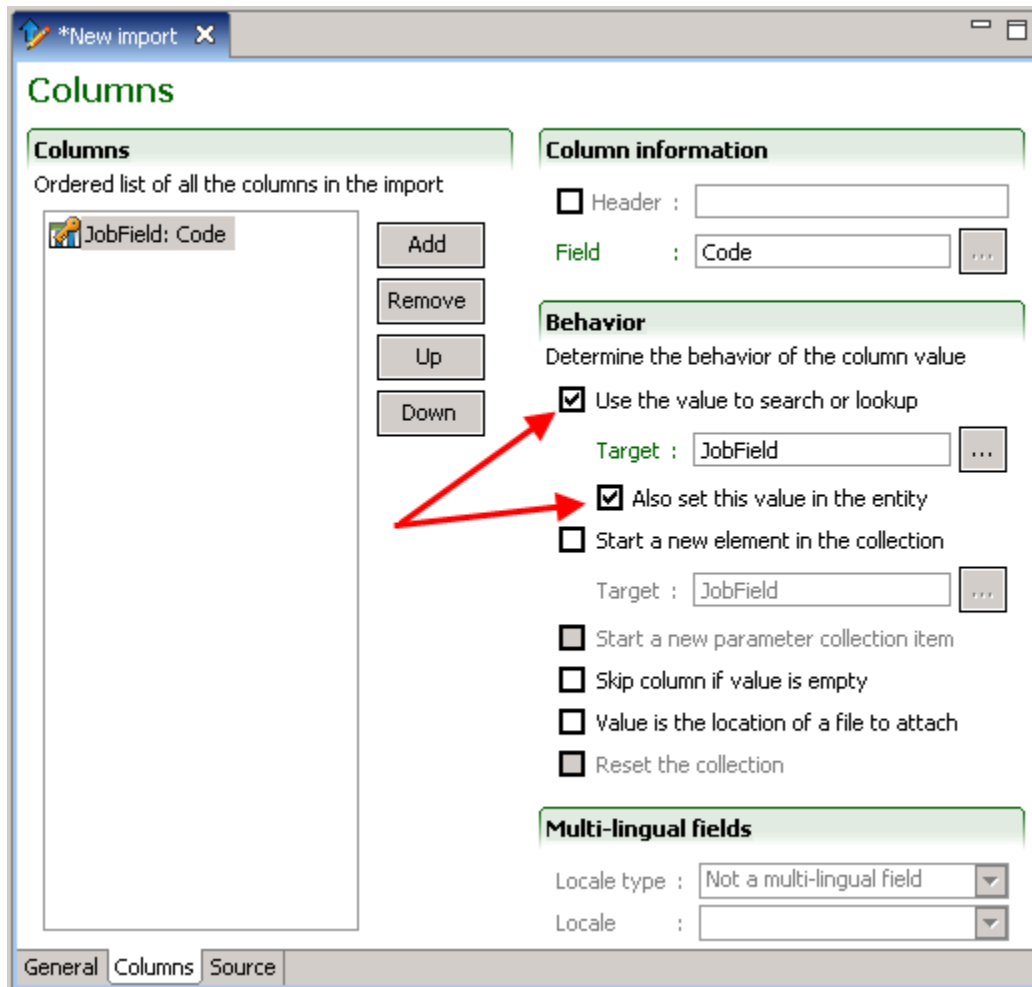 *New import
Columns
Columns
Ordered list of all the columns in the import
JobField: Code
Add
Remove
Up
Down
Column information
Header :
Field : Code ...
Behavior
Determine the behavior of the column value
Use the value to search or lookup
Target : JobField ...
Also set this value in the entity
Start a new element in the collection
Target : JobField ...
Start a new parameter collection item
Skip column if value is empty
Value is the location of a file to attach
Reset the collection
Multi-lingual fields
Locale type : Not a multi-lingual field
Locale :
General Columns Source